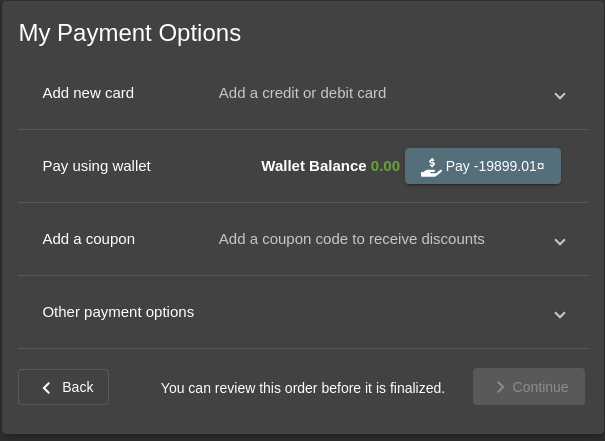 My Payment Options
Add new card Add a credit or debit card
Pay using wallet Wallet Balance 0.00 Pay -19899.01¤
Add a coupon Add a coupon code to receive discounts
Other payment options
Back You can review this order before it is finalized. Continue